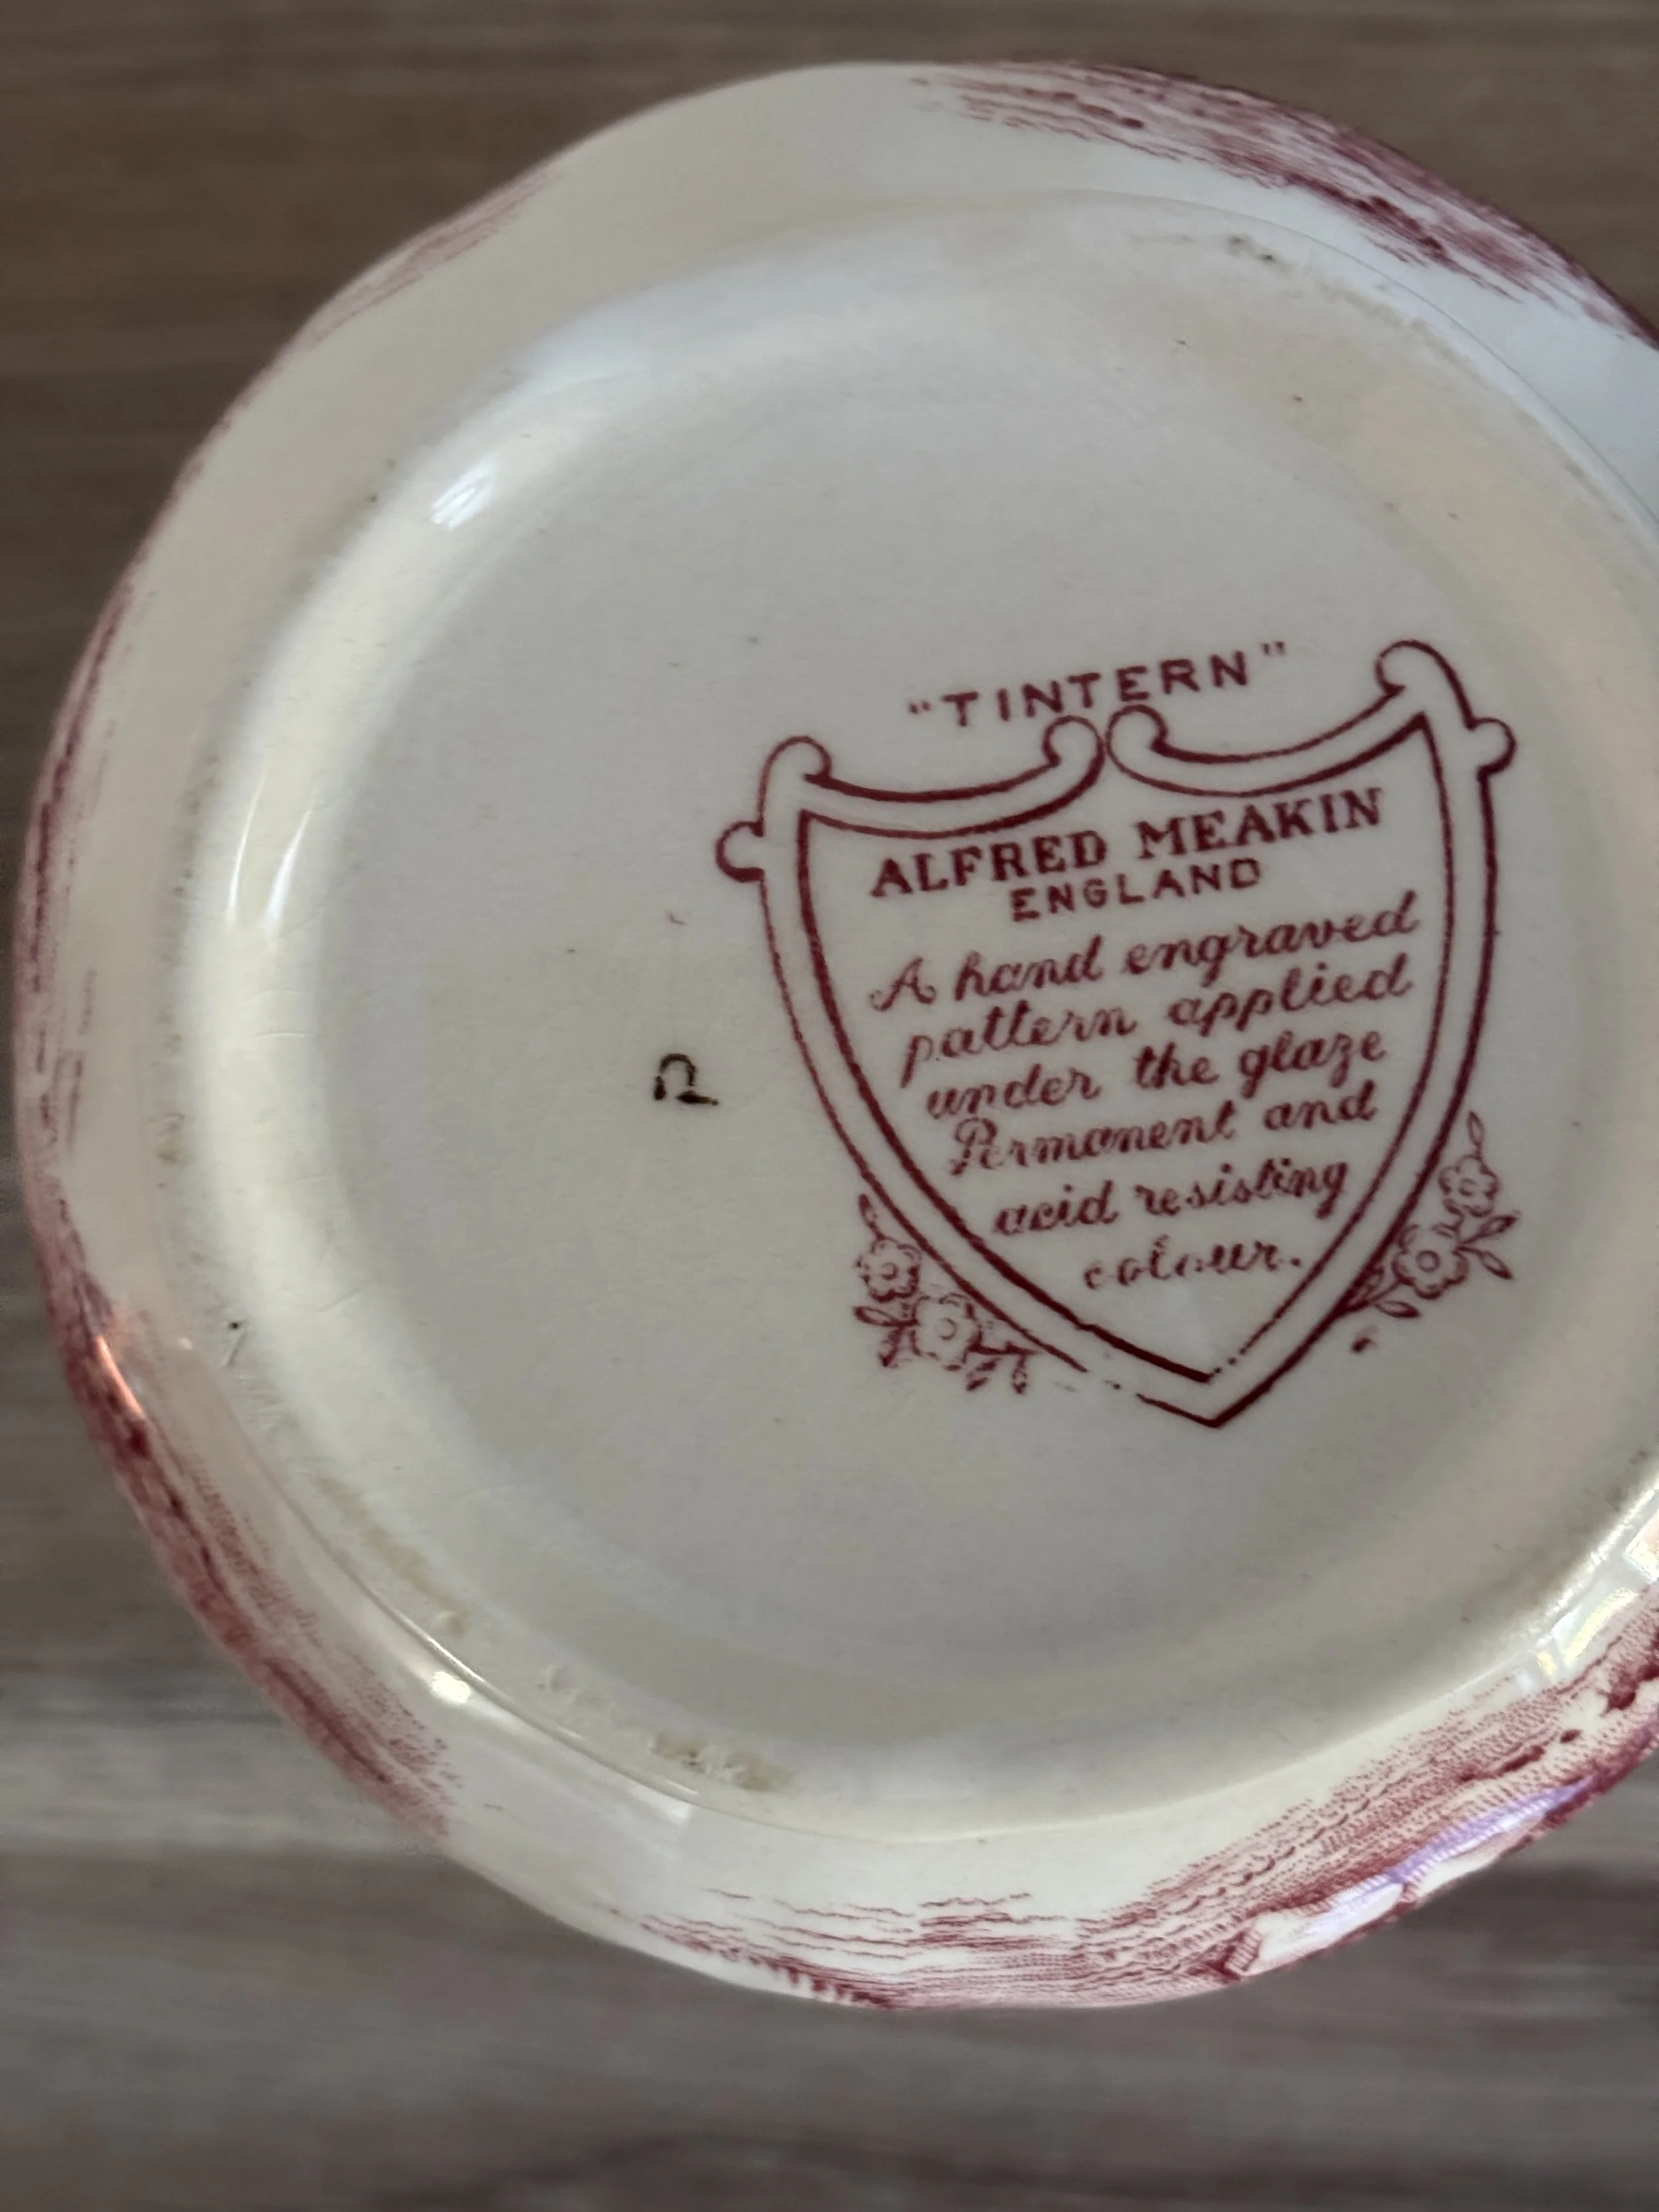 "TINTERN"
ALFRED MEAKIN
ENGLAND
A hand engraved
pattern applied
under the glaze
Permanent and
acid resisting
colour.